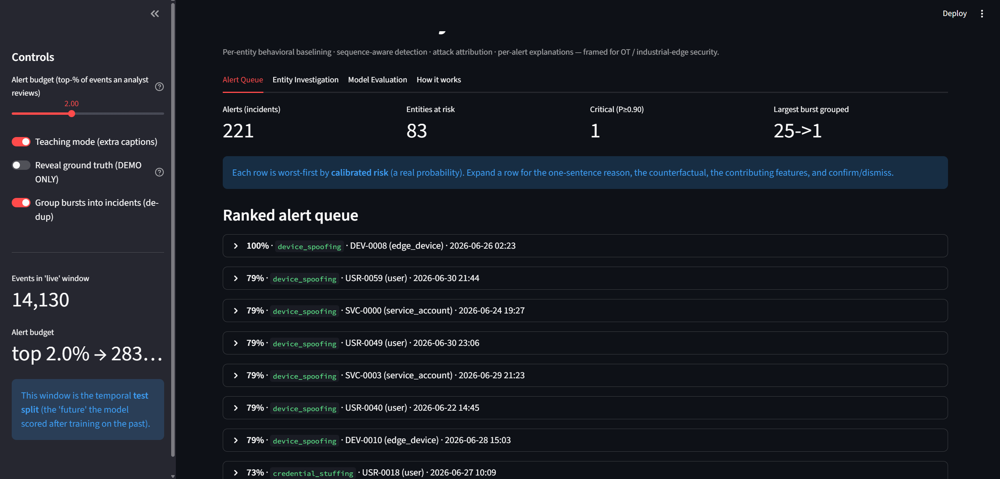 Deploy
Controls
Alert budget (top-% of events an analyst
reviews)
2.00
Teaching mode (extra captions)
Reveal ground truth (DEMO
ONLY)
Group bursts into incidents (de-
dup)
Events in 'live' window
14,130
Alert budget
top 2.0% → 283…
This window is the temporal test
split (the 'future' the model
scored after training on the past).
Per-entity behavioral baselining · sequence-aware detection · attack attribution · per-alert explanations — framed for OT / industrial-edge security.
Alert Queue Entity Investigation Model Evaluation How it works
Alerts (incidents) Entities at risk Critical (P≥0.90) Largest burst grouped
221 83 1 25->1
Each row is worst-first by calibrated risk (a real probability). Expand a row for the one-sentence reason, the counterfactual, the contributing features, and confirm/dismiss.
Ranked alert queue
100% · device_spoofing · DEV-0008 (edge_device) · 2026-06-26 02:23
79% · device_spoofing · USR-0059 (user) · 2026-06-30 21:44
79% · device_spoofing · SVC-0000 (service_account) · 2026-06-24 19:27
79% · device_spoofing · USR-0049 (user) · 2026-06-30 23:06
79% · device_spoofing · SVC-0003 (service_account) · 2026-06-29 21:23
79% · device_spoofing · USR-0040 (user) · 2026-06-22 14:45
79% · device_spoofing · DEV-0010 (edge_device) · 2026-06-28 15:03
73% · credential_stuffing · USR-0018 (user) · 2026-06-27 10:09